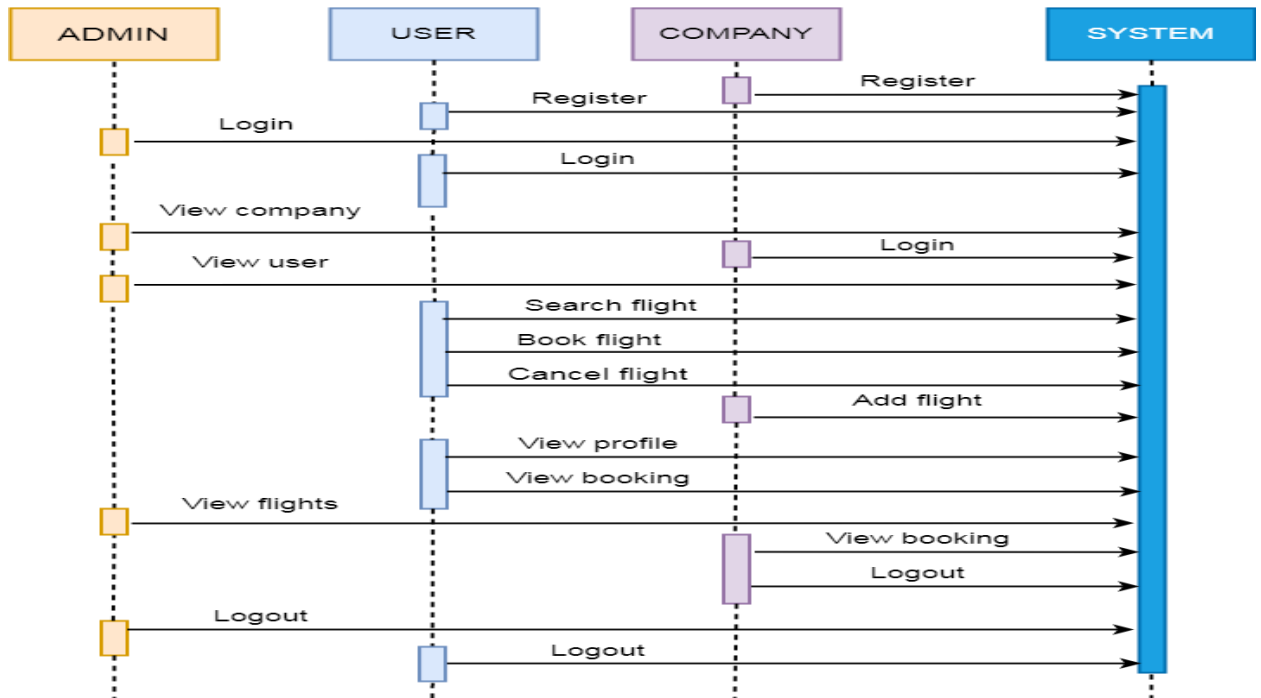 ADMIN
USER
COMPANY
SYSTEM
Register
Register
Login
Login
View company
Login
View user
Search flight
Book flight
Cancel flight
Add flight
View profile
View booking
View flights
View booking
Logout
Logout
Logout